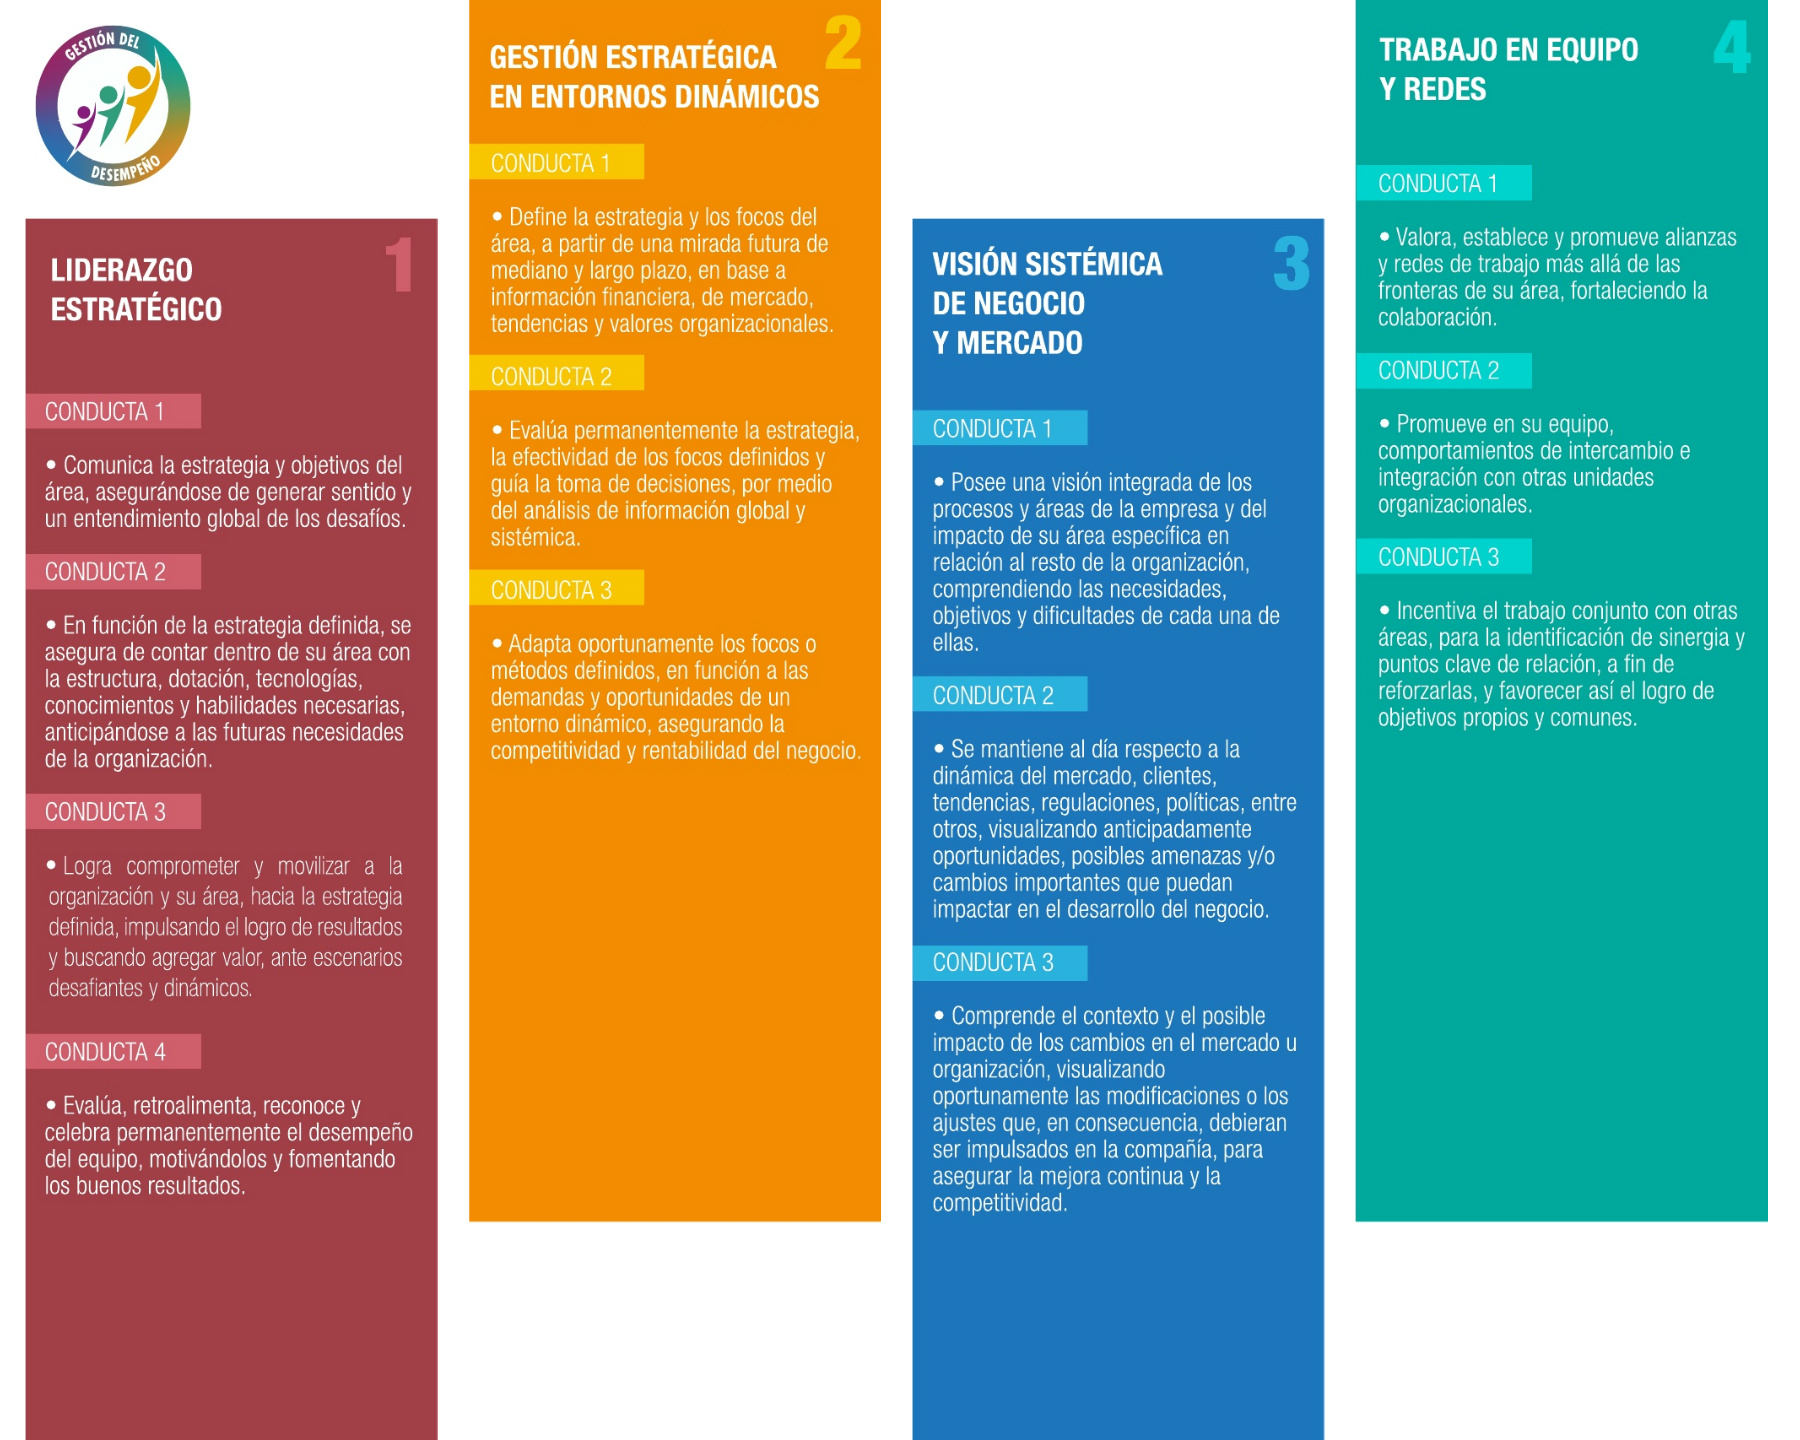 GESTIÓN DEL
DESEMPEÑO
1
LIDERAZGO
ESTRATÉGICO
CONDUCTA 1
• Comunica la estrategia y objetivos del
área, asegurándose de generar sentido y
un entendimiento global de los desafíos.
CONDUCTA 2
• En función de la estrategia definida, se
asegura de contar dentro de su área con
la estructura, dotación, tecnologías,
conocimientos y habilidades necesarias,
anticipándose a las futuras necesidades
de la organización.
CONDUCTA 3
• Logra comprometer y movilizar a la
organización y su área, hacia la estrategia
definida, impulsando el logro de resultados
y buscando agregar valor, ante escenarios
desafiantes y dinámicos.
CONDUCTA 4
• Evalúa, retroalimenta, reconoce y
celebra permanentemente el desempeño
del equipo, motivándolos y fomentando
los buenos resultados.
2
GESTIÓN ESTRATÉGICA
EN ENTORNOS DINÁMICOS
CONDUCTA 1
• Define la estrategia y los focos del
área, a partir de una mirada futura de
mediano y largo plazo, en base a
información financiera, de mercado,
tendencias y valores organizacionales.
CONDUCTA 2
• Evalúa permanentemente la estrategia,
la efectividad de los focos definidos y
guía la toma de decisiones, por medio
del análisis de información global y
sistémica.
CONDUCTA 3
• Adapta oportunamente los focos o
métodos definidos, en función a las
demandas y oportunidades de un
entorno dinámico, asegurando la
competitividad y rentabilidad del negocio.
3
VISIÓN SISTÉMICA
DE NEGOCIO
Y MERCADO
CONDUCTA 1
• Posee una visión integrada de los
procesos y áreas de la empresa y del
impacto de su área específica en
relación al resto de la organización,
comprendiendo las necesidades,
objetivos y dificultades de cada una de
ellas.
CONDUCTA 2
• Se mantiene al día respecto a la
dinámica del mercado, clientes,
tendencias, regulaciones, políticas, entre
otros, visualizando anticipadamente
oportunidades, posibles amenazas y/o
cambios importantes que puedan
impactar en el desarrollo del negocio.
CONDUCTA 3
• Comprende el contexto y el posible
impacto de los cambios en el mercado u
organización, visualizando
oportunamente las modificaciones o los
ajustes que, en consecuencia, debieran
ser impulsados en la compañía, para
asegurar la mejora continua y la
competitividad.
4
TRABAJO EN EQUIPO
Y REDES
CONDUCTA 1
• Valora, establece y promueve alianzas
y redes de trabajo más allá de las
fronteras de su área, fortaleciendo la
colaboración.
CONDUCTA 2
• Promueve en su equipo,
comportamientos de intercambio e
integración con otras unidades
organizacionales.
CONDUCTA 3
• Incentiva el trabajo conjunto con otras
áreas, para la identificación de sinergia y
puntos clave de relación, a fin de
reforzarlas, y favorecer así el logro de
objetivos propios y comunes.